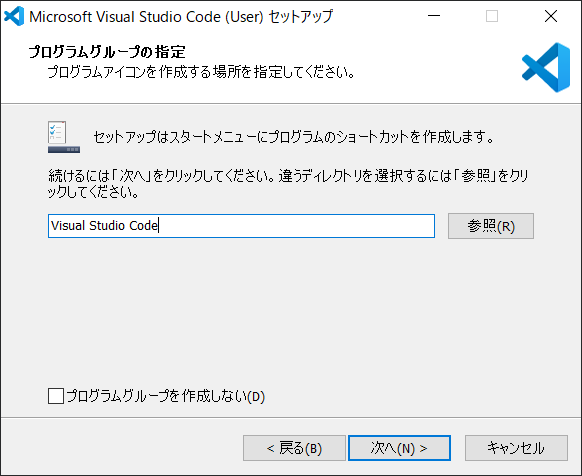 Microsoft Visual Studio Code (User) セットアップ
プログラムグループの指定
プログラムアイコンを作成する場所を指定してください。
セットアップはスタートメニューにプログラムのショートカットを作成します。
続けるには「次へ」をクリックしてください。違うディレクトリを選択するには「参照」をクリ
ックしてください。
Visual Studio Code
参照(R)
プログラムグループを作成しない(D)
< 戻る(B)
次へ(N) >
キャンセル